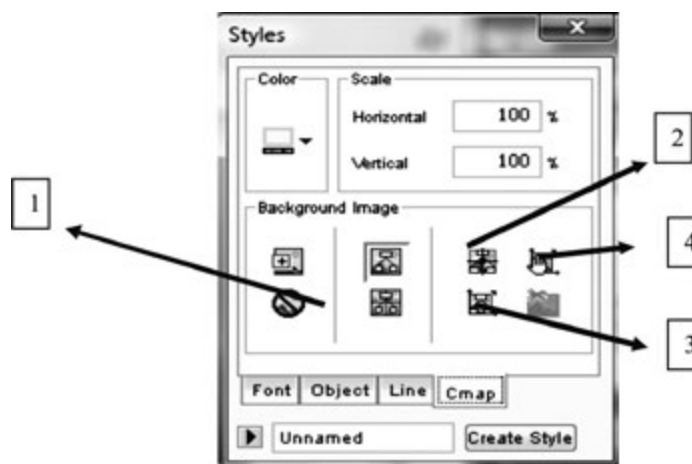 Styles
Color
Scale
Horizontal 100 %
Vertical 100 %
2
1
Background Image
4
3
Font Object Line Cmap
Unnamed Create Style